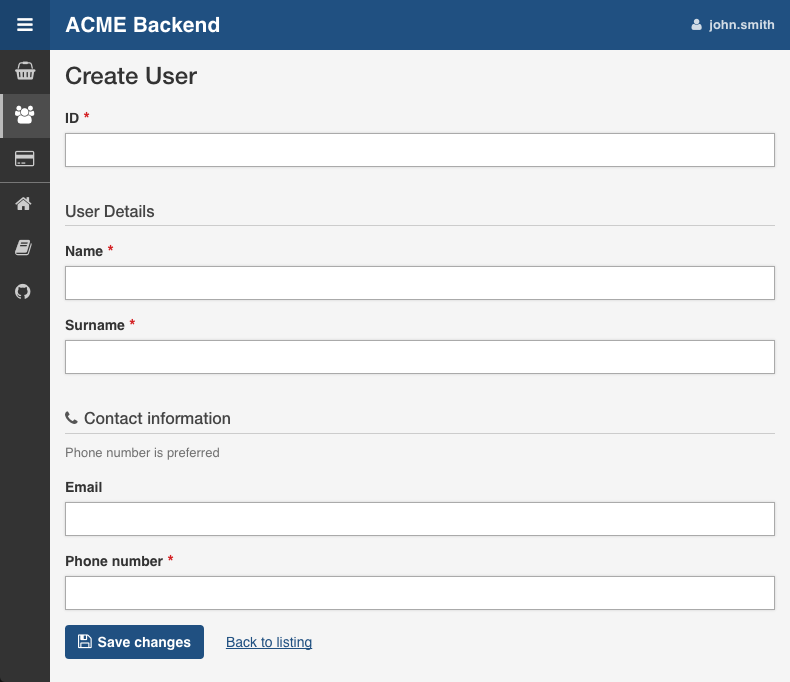 ACME Backend
john.smith
Create User
ID *
User Details
Name *
Surname *
Contact information
Phone number is preferred
Email
Phone number *
Save changes
Back to listing